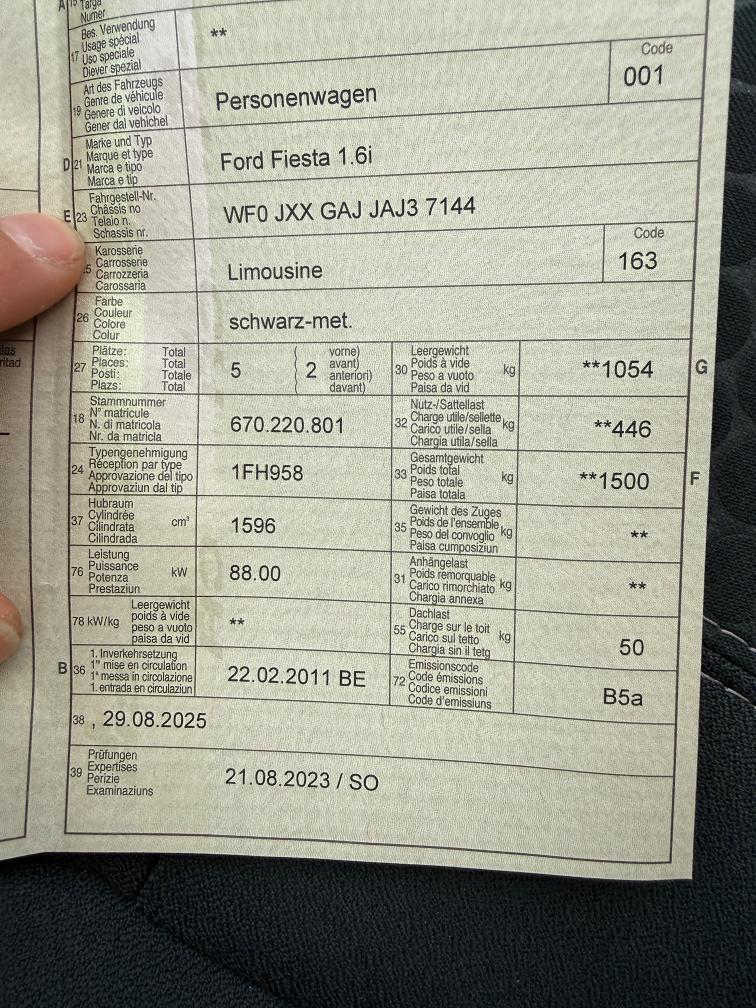 A 15 Targa
Numer
17 Bes. Verwendung
Usage spécial
Uso speciale
Diever spezial
**
19 Art des Fahrzeugs
Genre de véhicule
Genere di veicolo
Gener dal vehichel
Personenwagen
Code
001
D 21 Marke und Typ
Marque et type
Marca e tipo
Marca e tip
Ford Fiesta 1.6i
E 23 Fahrgestell-Nr.
Châssis no
Telaio n.
Schassis nr.
WF0 JXX GAJ JAJ3 7144
5 Karosserie
Carrosserie
Carrozzeria
Carossaria
Limousine
Code
163
26 Farbe
Couleur
Colore
Colur
schwarz-met.
27 Plätze: Total
Places: Total
Posti: Totale
Plazs: Total
5 ( 2 vorne)
avant)
anteriori)
davant)
30 Leergewicht
Poids à vide kg
Peso a vuoto
Paisa da vid
**1054
G
18 Stammnummer
N° matricule
N. di matricola
Nr. da matricla
670.220.801
32 Nutz-/Sattellast
Charge utile/sellette kg
Carico utile/sella
Chargia utila/sella
**446
24 Typengenehmigung
Réception par type
Approvazione del tipo
Approvaziun dal tip
1FH958
33 Gesamtgewicht
Poids total kg
Peso totale
Paisa totala
**1500
F
37 Hubraum
Cylindrée cm³
Cilindrata
Cilindrada
1596
35 Gewicht des Zuges
Poids de l'ensemble kg
Peso del convoglio
Paisa cumposiziun
**
76 Leistung
Puissance kW
Potenza
Prestaziun
88.00
31 Anhängelast
Poids remorquable kg
Carico rimorchiato
Chargia annexa
**
78 kW/kg Leergewicht
poids à vide
peso a vuoto
paisa da vid
**
55 Dachlast
Charge sur le toit kg
Carico sul tetto
Chargia sin il tetg
50
B 36 1. Inverkehrsetzung
1re mise en circulation
1a messa in circolazione
1. entrada en circulaziun
22.02.2011 BE
72 Emissionscode
Code émissions
Codice emissioni
Code d'emissiuns
B5a
38 , 29.08.2025
39 Prüfungen
Expertises
Perizie
Examinaziuns
21.08.2023 / SO